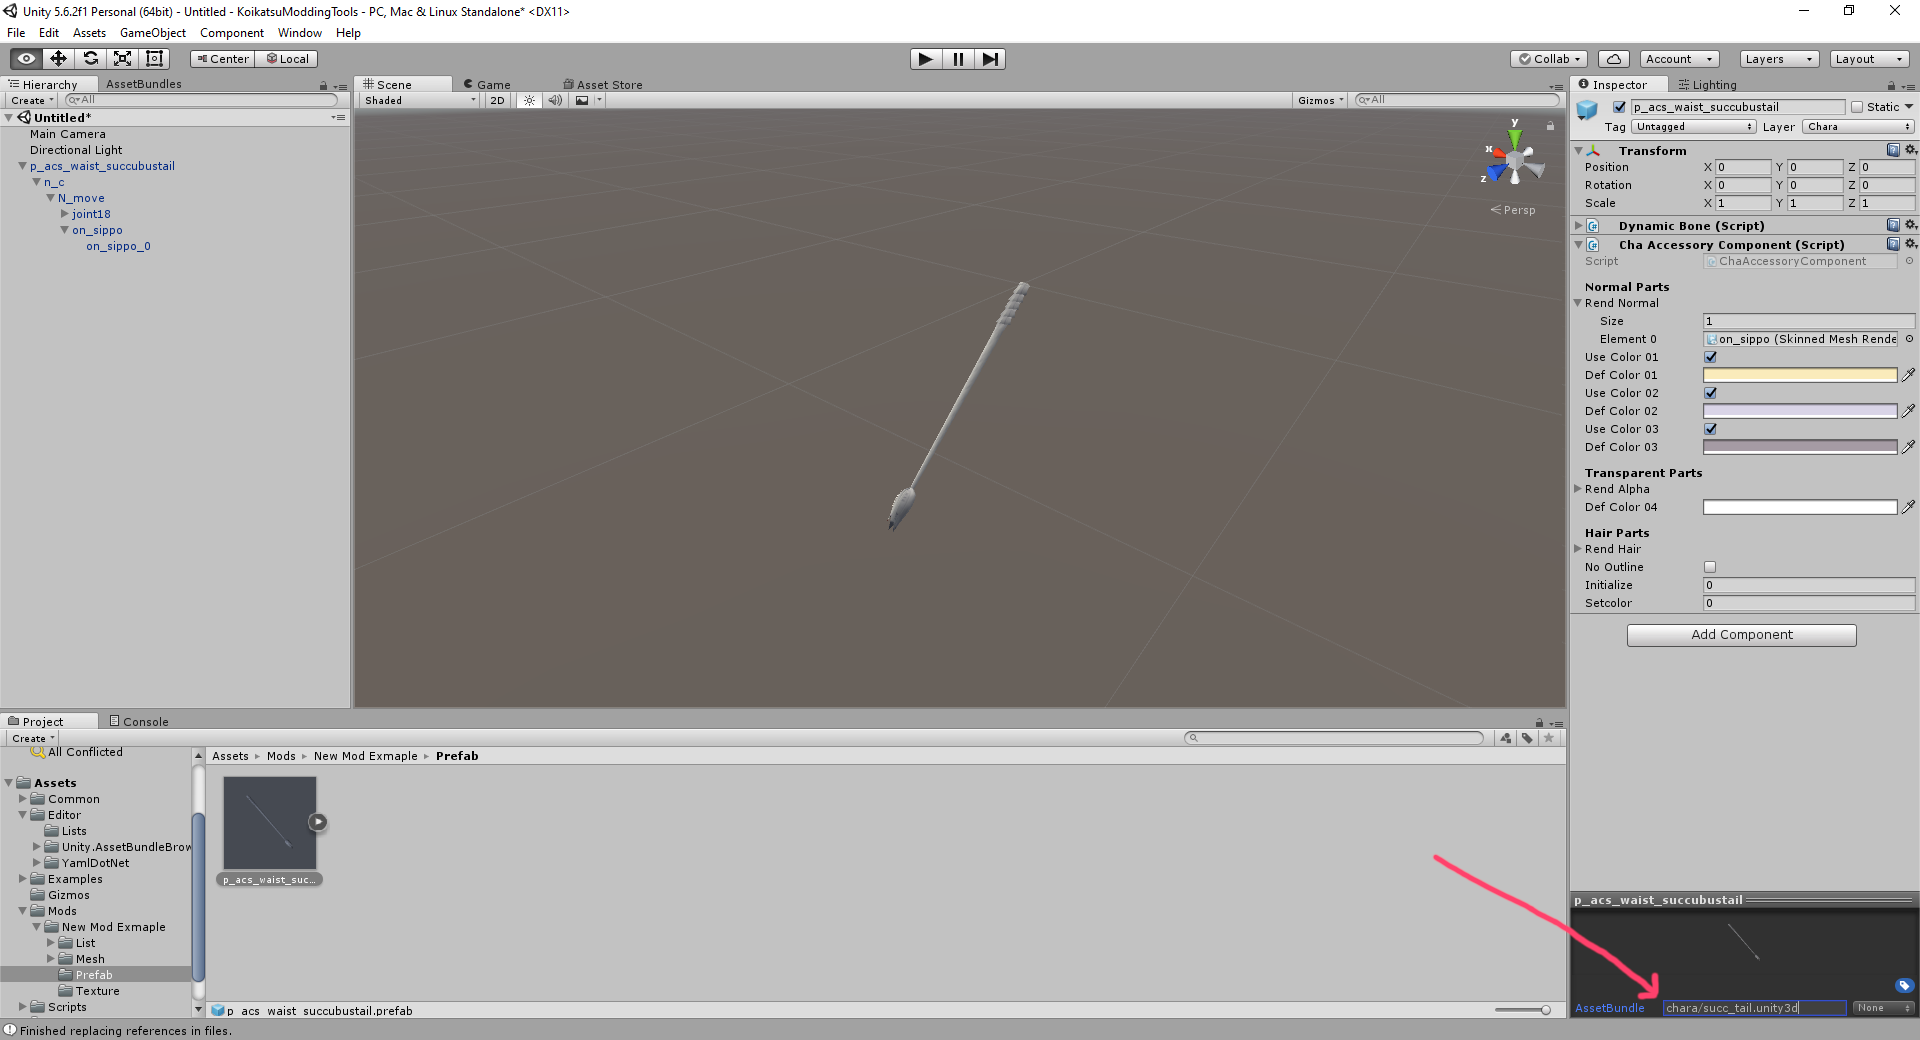 Unity 5.6.2f1 Personal (64bit) - Untitled - KoikatsuModdingTools - PC, Mac & Linux Standalone* <DX11>
File Edit Assets GameObject Component Window Help
Center Local
Collab Account Layers Layout
Hierarchy AssetBundles
Create All
Untitled*
Main Camera
Directional Light
p_acs_waist_succubustail
n_c
N_move
joint18
on_sippo
on_sippo_0
Scene Game Asset Store
Shaded 2D Gizmos All
y
x
z
Persp
Inspector Lighting
p_acs_waist_succubustail Static
Tag Untagged Layer Chara
Transform
Position X 0 Y 0 Z 0
Rotation X 0 Y 0 Z 0
Scale X 1 Y 1 Z 1
Dynamic Bone (Script)
Cha Accessory Component (Script)
Script ChaAccessoryComponent
Normal Parts
Rend Normal
Size 1
Element 0 on_sippo (Skinned Mesh Rende
Use Color 01
Def Color 01
Use Color 02
Def Color 02
Use Color 03
Def Color 03
Transparent Parts
Rend Alpha
Def Color 04
Hair Parts
Rend Hair
No Outline
Initialize 0
Setcolor 0
Add Component
Project Console
Create
All Conflicted
Assets
Common
Editor
Lists
Unity.AssetBundleBrow
YamlDotNet
Examples
Gizmos
Mods
New Mod Exmaple
List
Mesh
Prefab
Texture
Scripts
Assets Mods New Mod Exmaple Prefab
p_acs_waist_suc...
p_acs_waist_succubustail.prefab
p_acs_waist_succubustail
AssetBundle chara/succ_tail.unity3d None
Finished replacing references in files.